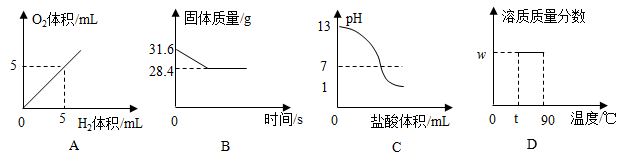 O₂体积/mL
5
0
5
H₂体积/mL
A
固体质量/g
31.6
28.4
0
时间/s
B
pH
13
7
1
0
盐酸体积/mL
C
溶质质量分数
w
0
t
90
温度/℃
D